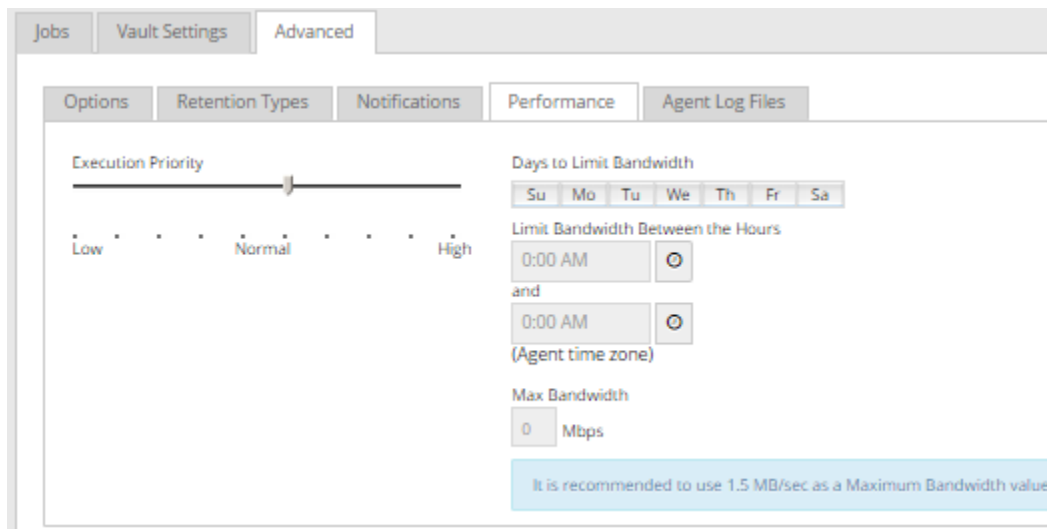 Jobs Vault Settings Advanced
Options Retention Types Notifications Performance Agent Log Files
Execution Priority
Low Normal High
Days to Limit Bandwidth
Su Mo Tu We Th Fr Sa
Limit Bandwidth Between the Hours
0:00 AM
and
0:00 AM
(Agent time zone)
Max Bandwidth
0 Mbps
It is recommended to use 1.5 MB/sec as a Maximum Bandwidth value